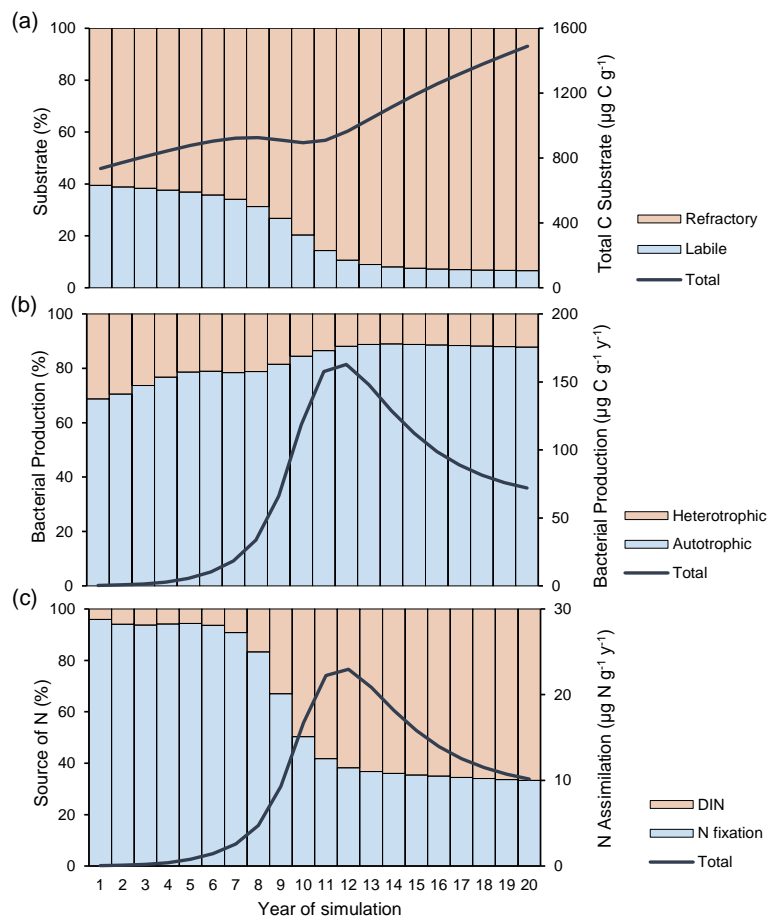 (a)
100
80
60
40
20
0
Substrate (%)
1600
1200
800
400
0
Total C Substrate (µg C g⁻¹)
Refractory
Labile
Total
(b)
100
80
60
40
20
0
Bacterial Production (%)
200
150
100
50
0
Bacterial Production (µg C g⁻¹ y⁻¹)
Heterotrophic
Autotrophic
Total
(c)
100
80
60
40
20
0
Source of N (%)
30
20
10
0
N Assimilation (µg N g⁻¹ y⁻¹)
DIN
N fixation
Total
1 2 3 4 5 6 7 8 9 10 11 12 13 14 15 16 17 18 19 20
Year of simulation